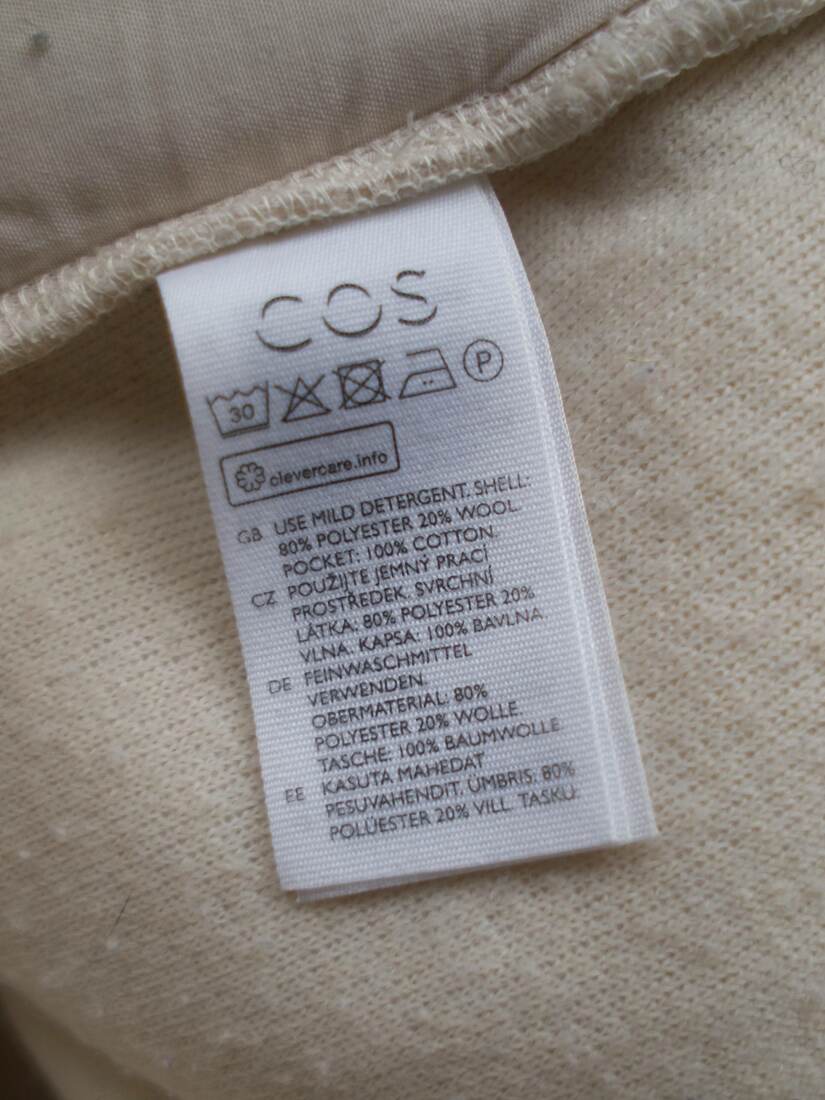 COS
30 P
clevercare.info
GB USE MILD DETERGENT. SHELL:
80% POLYESTER 20% WOOL.
POCKET: 100% COTTON.
CZ POUŽIJTE JEMNÝ PRACÍ
PROSTŘEDEK. SVRCHNÍ
LÁTKA: 80% POLYESTER 20%
VLNA. KAPSA: 100% BAVLNA.
DE FEINWASCHMITTEL
VERWENDEN.
OBERMATERIAL: 80%
POLYESTER 20% WOLLE.
TASCHE: 100% BAUMWOLLE
EE KASUTA MAHEDAT
PESUVAHENDIT. ÜMBRIS: 80%
POLÜESTER 20% VILL. TASKU: